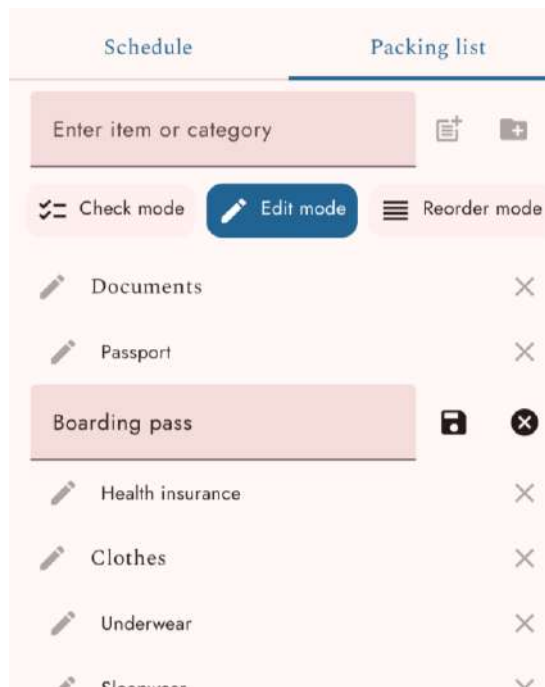 Schedule Packing list
Enter item or category
Check mode Edit mode Reorder mode
Documents
Passport
Boarding pass
Health insurance
Clothes
Underwear
Sleepwear